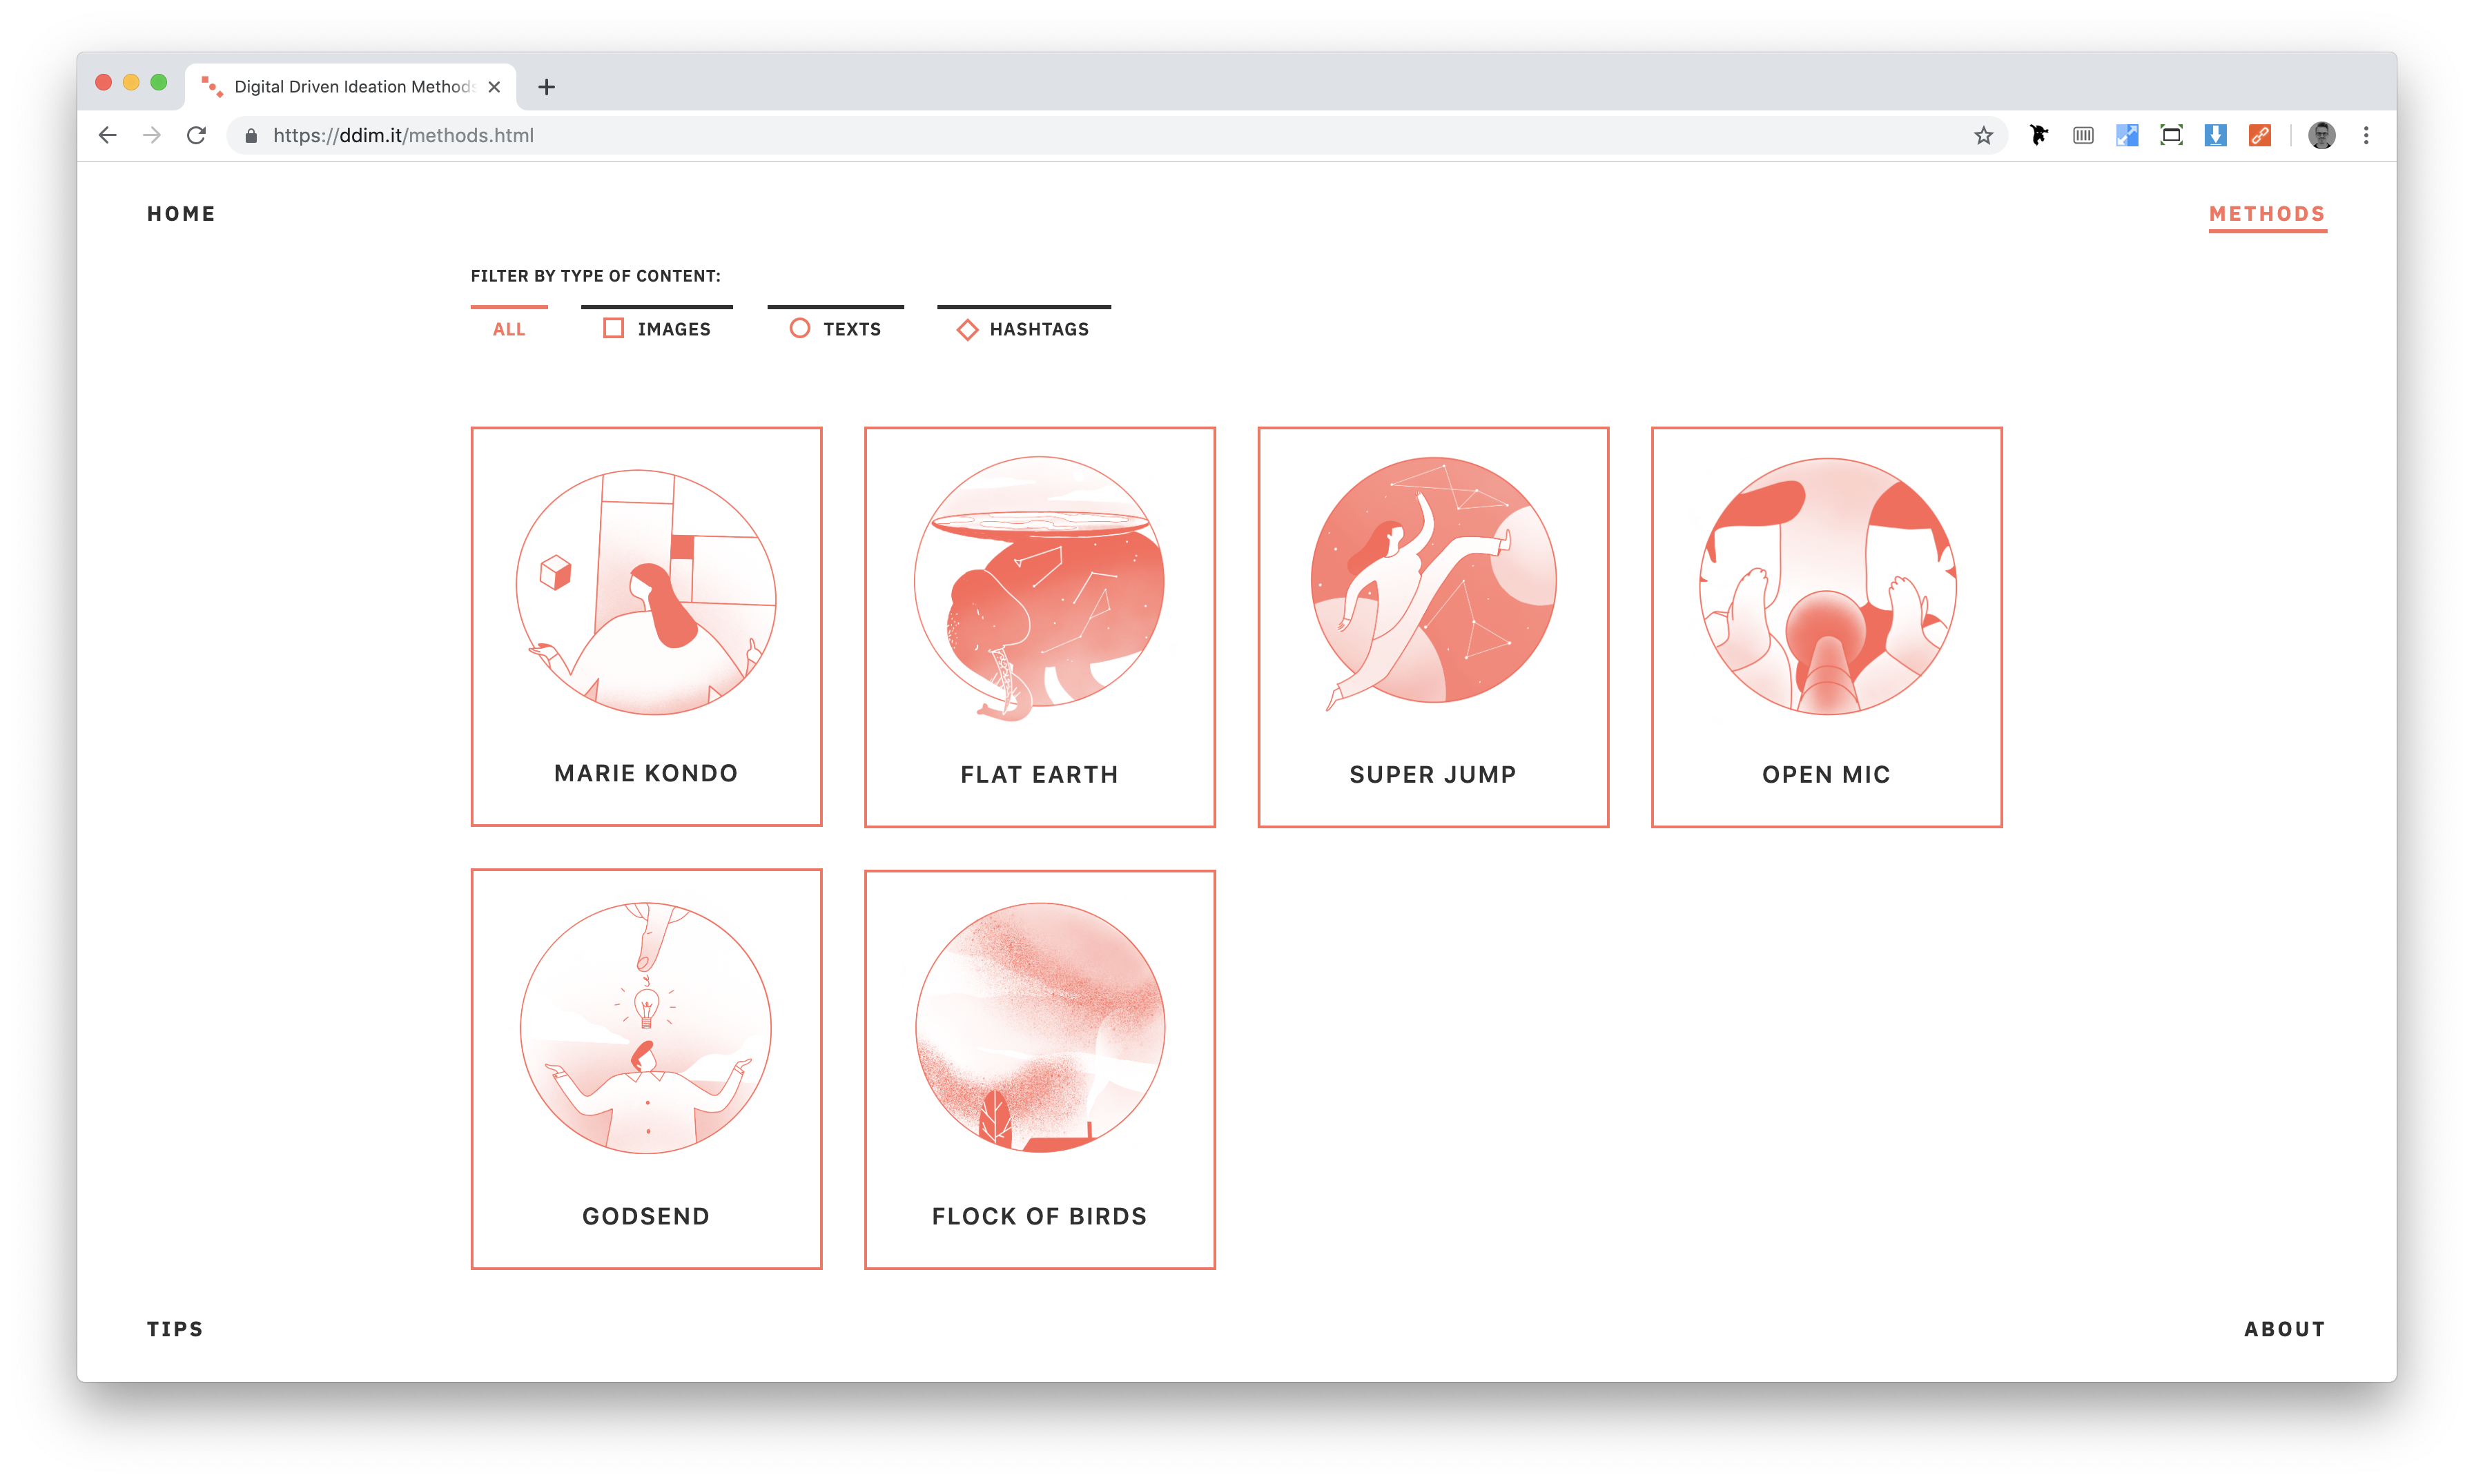 Digital Driven Ideation Methods
https://ddim.it/methods.html
HOME
METHODS
FILTER BY TYPE OF CONTENT:
ALL
IMAGES
TEXTS
HASHTAGS
MARIE KONDO
FLAT EARTH
SUPER JUMP
OPEN MIC
GODSEND
FLOCK OF BIRDS
TIPS
ABOUT